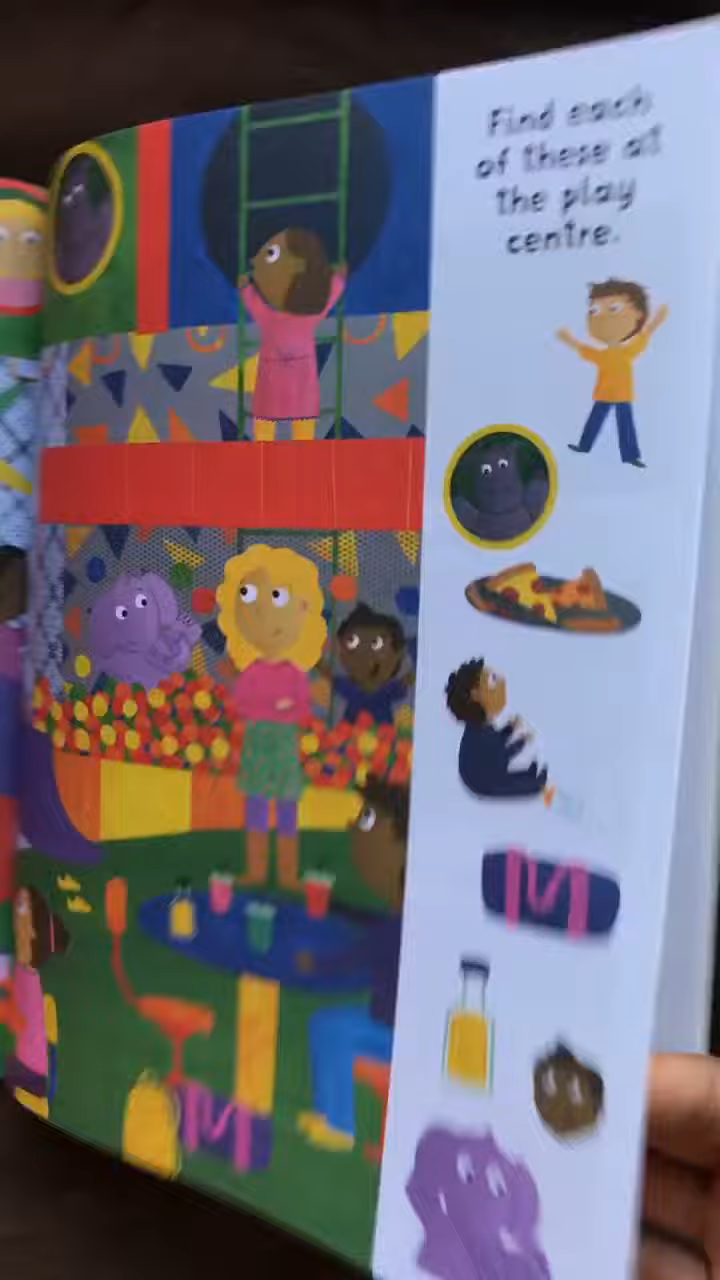 Find each
of these at
the play
centre.